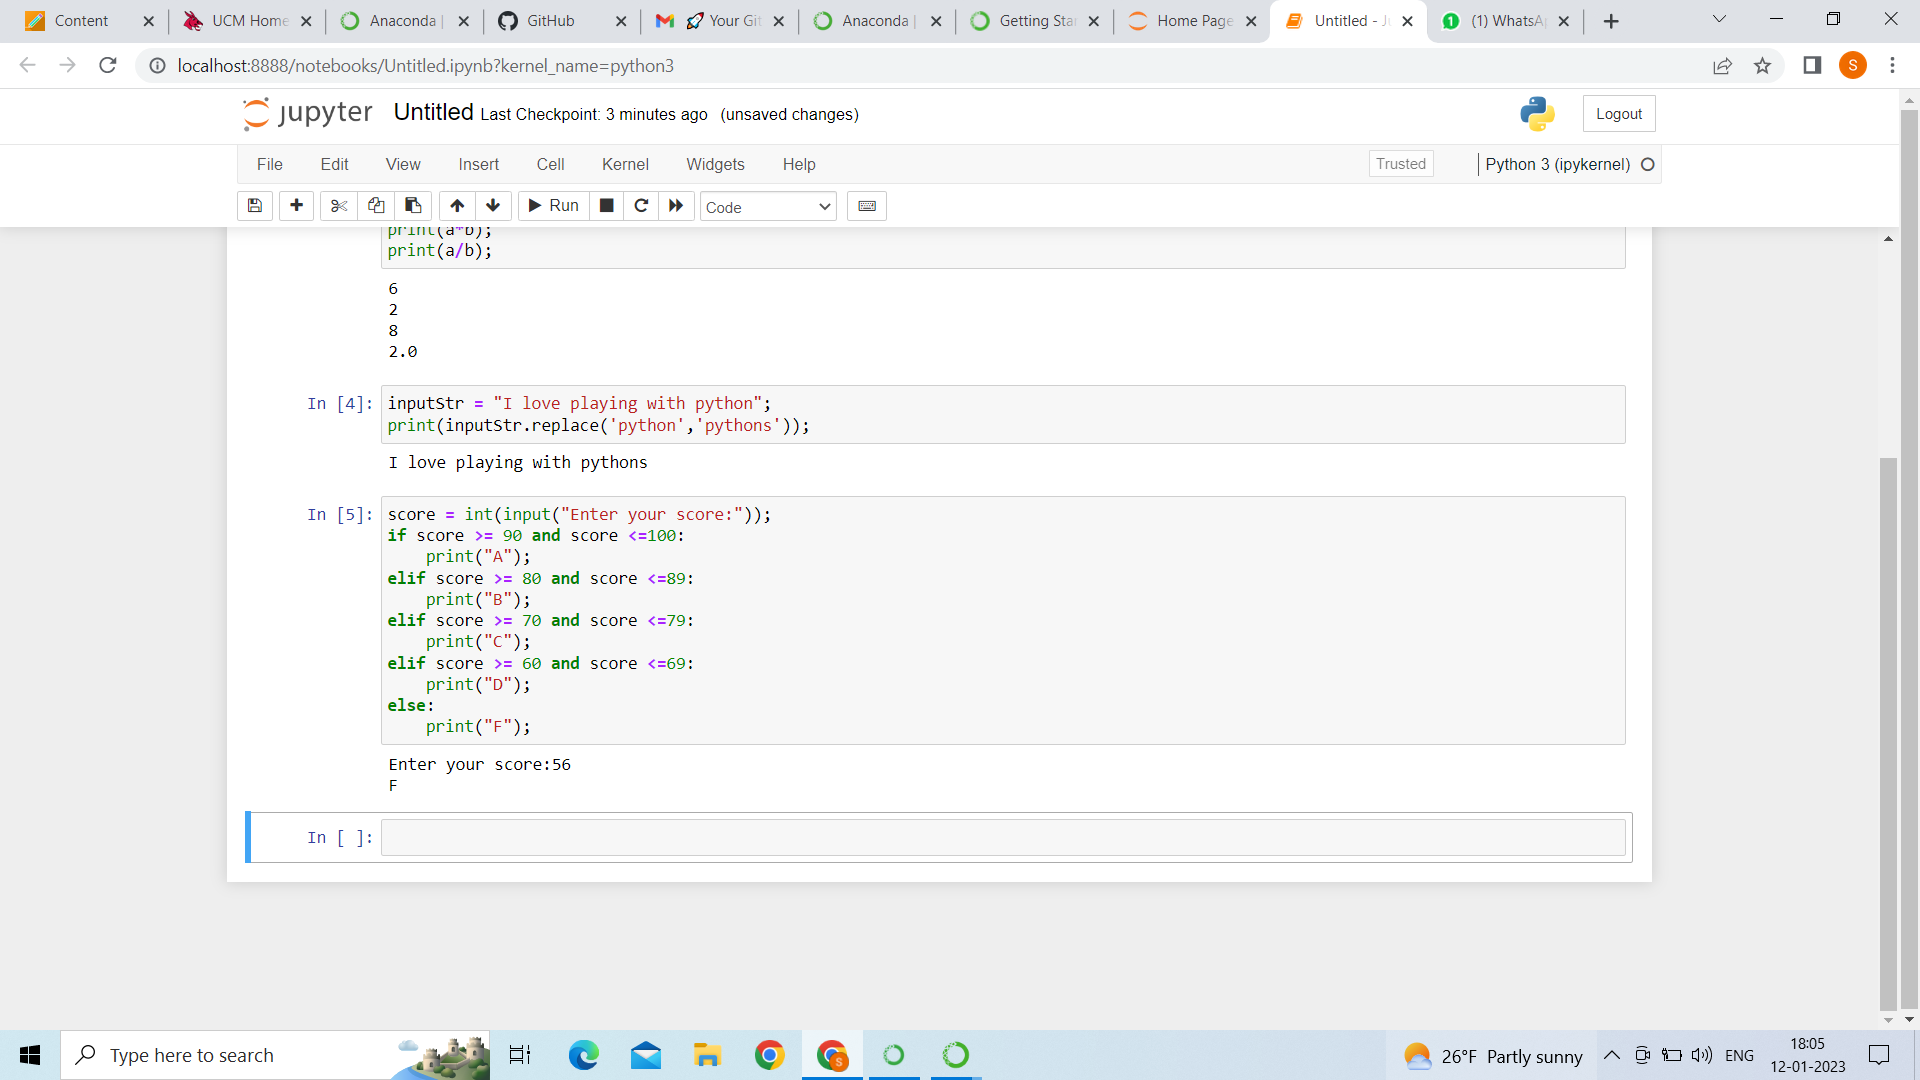 Content
UCM Home
Anaconda |
GitHub
Your Git
Anaconda |
Getting Star
Home Page
Untitled - Ju
(1) WhatsAp
localhost:8888/notebooks/Untitled.ipynb?kernel_name=python3
S
jupyter Untitled Last Checkpoint: 3 minutes ago (unsaved changes)
Logout
File Edit View Insert Cell Kernel Widgets Help
Trusted
Python 3 (ipykernel)
Run
Code
print(a*b);
print(a/b);
6
2
8
2.0
In [4]: inputStr = "I love playing with python";
print(inputStr.replace('python','pythons'));
I love playing with pythons
In [5]: score = int(input("Enter your score:"));
if score >= 90 and score <=100:
    print("A");
elif score >= 80 and score <=89:
    print("B");
elif score >= 70 and score <=79:
    print("C");
elif score >= 60 and score <=69:
    print("D");
else:
    print("F");
Enter your score:56
F
In [ ]:
Type here to search
26°F Partly sunny
ENG
18:05
12-01-2023